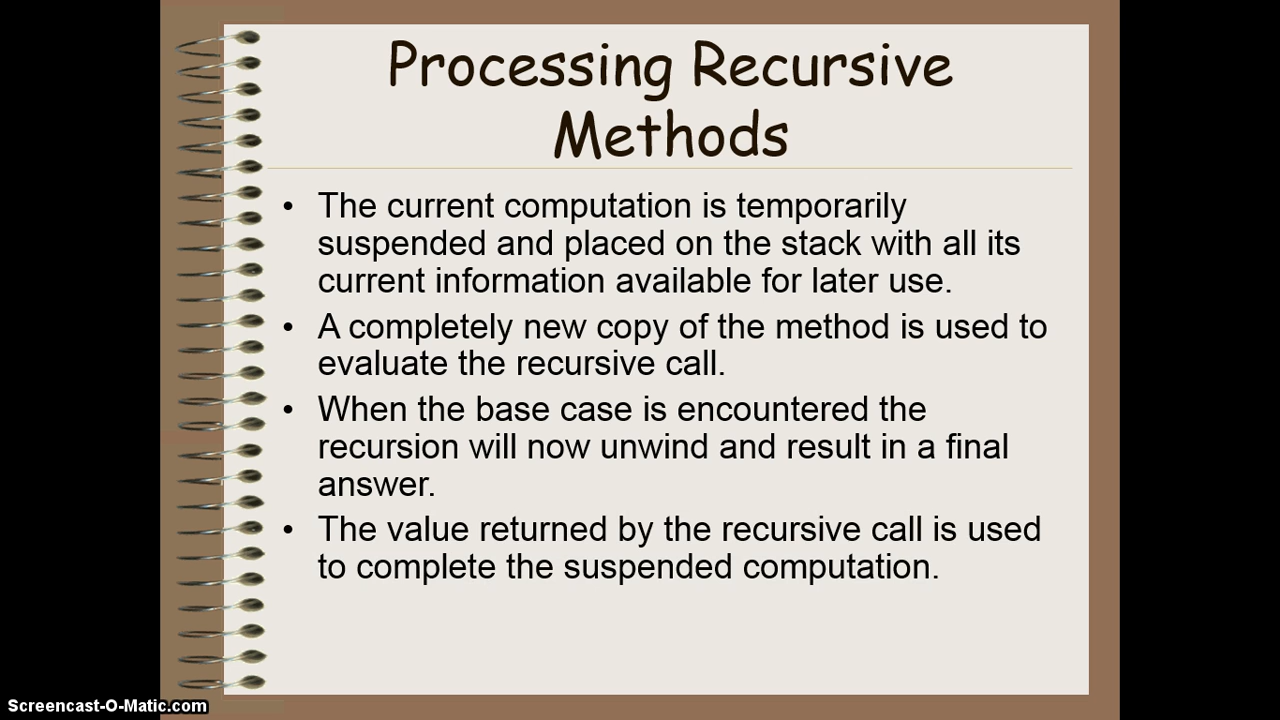 Processing Recursive
Methods
• The current computation is temporarily
suspended and placed on the stack with all its
current information available for later use.
• A completely new copy of the method is used to
evaluate the recursive call.
• When the base case is encountered the
recursion will now unwind and result in a final
answer.
• The value returned by the recursive call is used
to complete the suspended computation.
Screencast-O-Matic.com